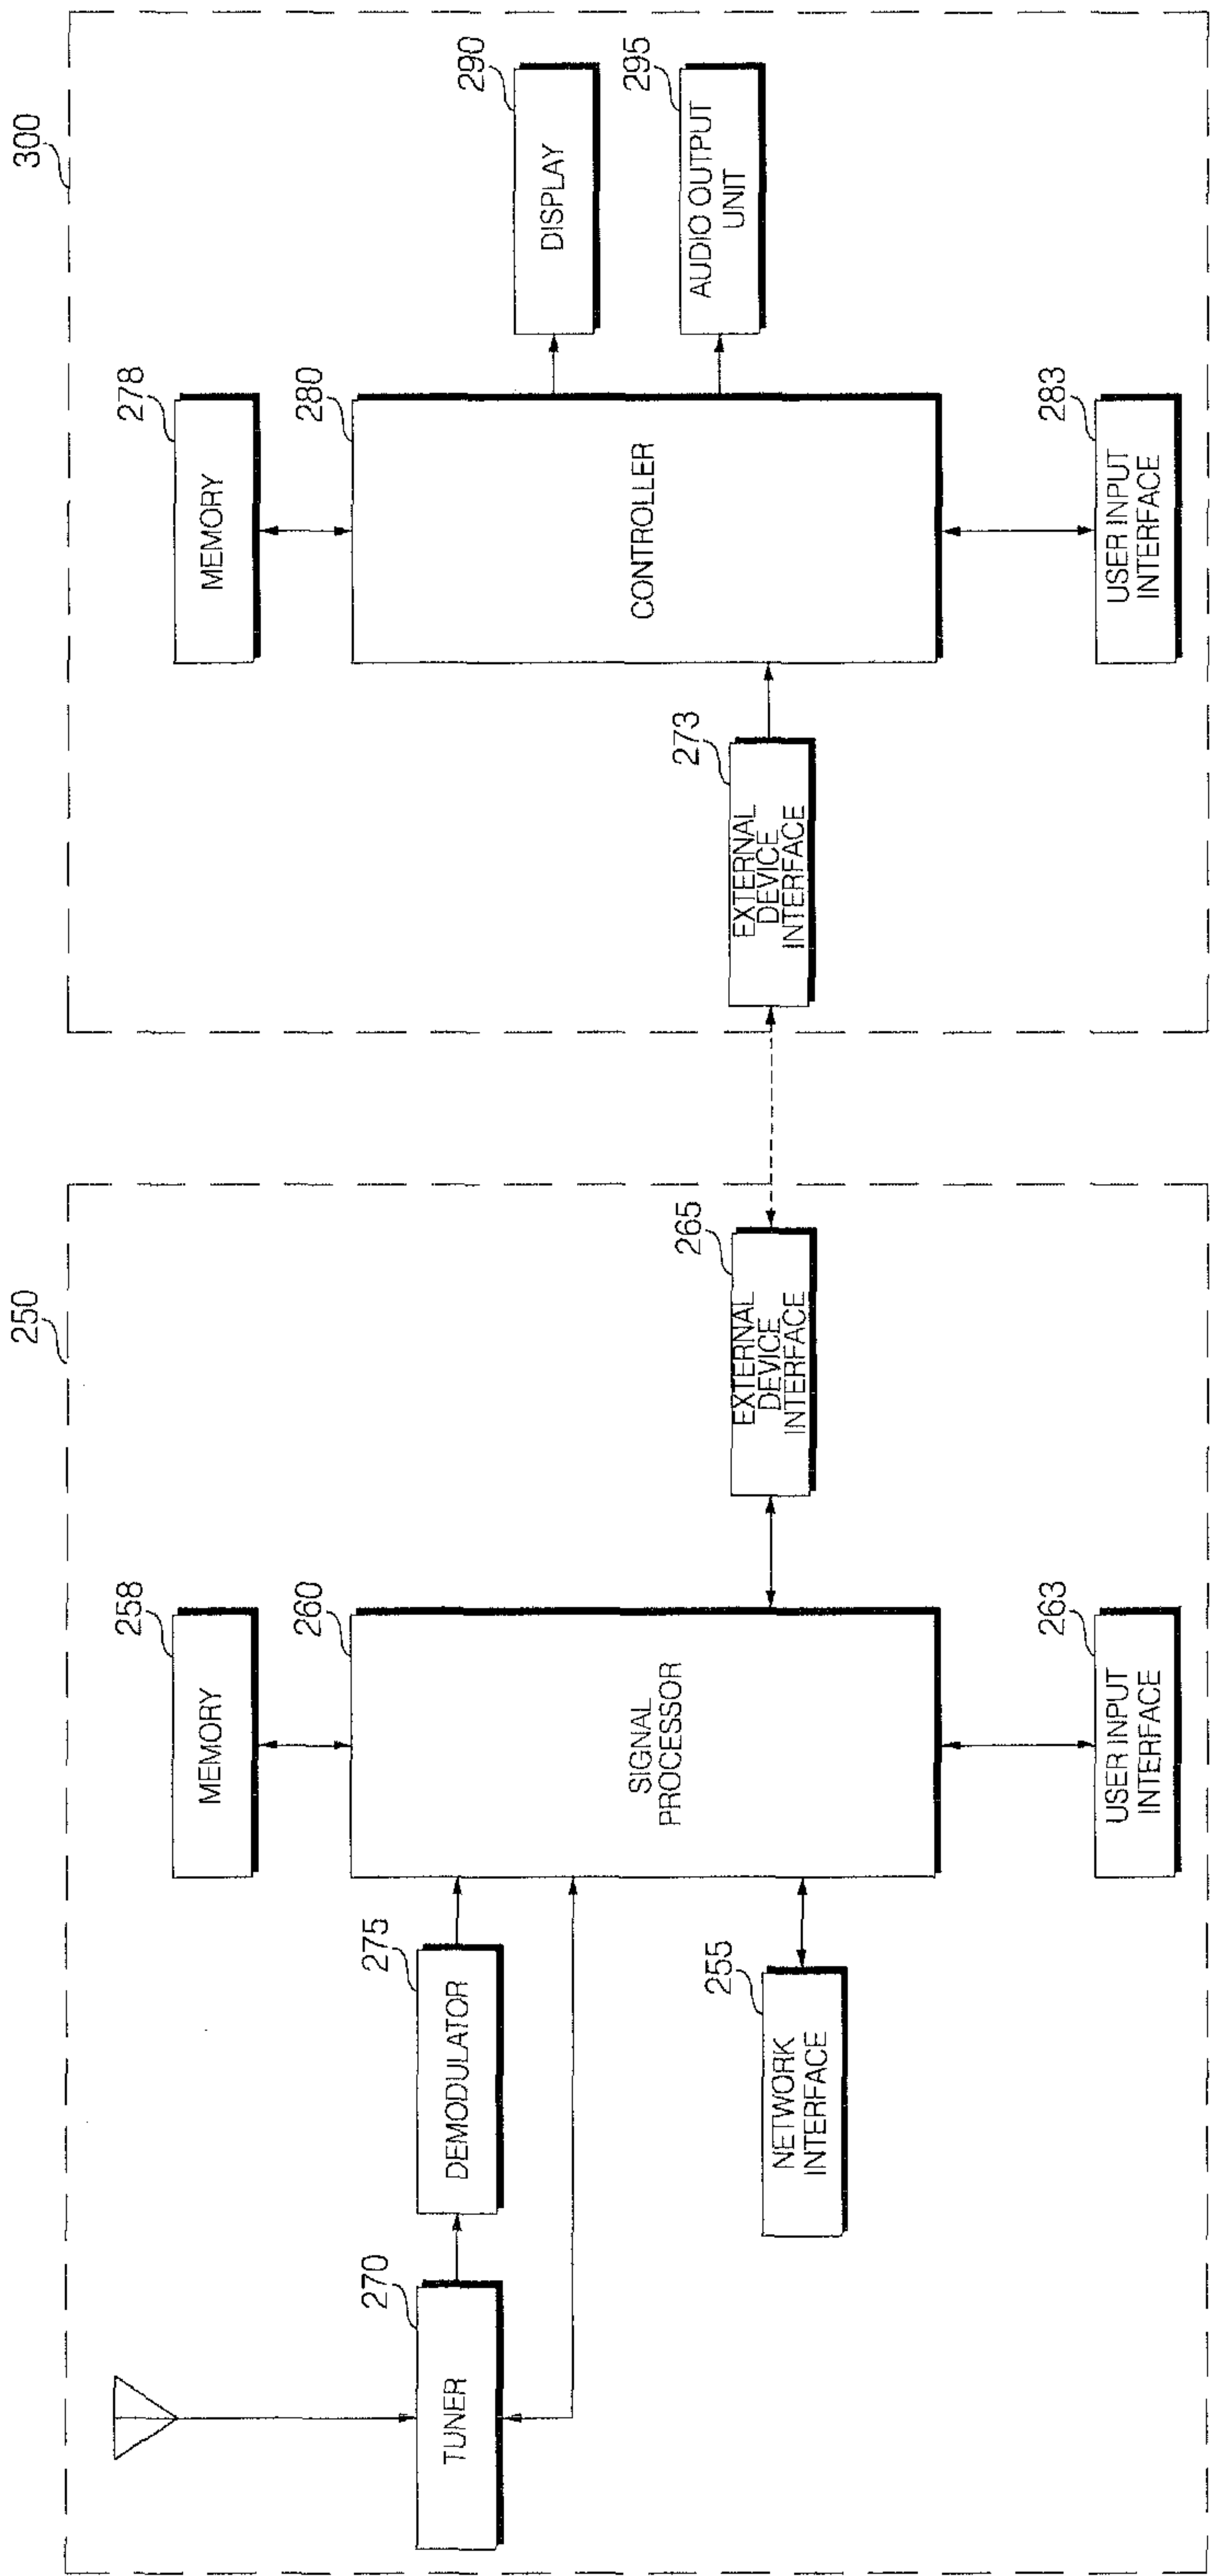 250
300
258
MEMORY
278
MEMORY
270
TUNER
275
DEMODULATOR
260
SIGNAL
PROCESSOR
280
CONTROLLER
290
DISPLAY
265
EXTERNAL
DEVICE
INTERFACE
273
EXTERNAL
DEVICE
INTERFACE
295
AUDIO OUTPUT
UNIT
255
NETWORK
INTERFACE
263
USER INPUT
INTERFACE
283
USER INPUT
INTERFACE